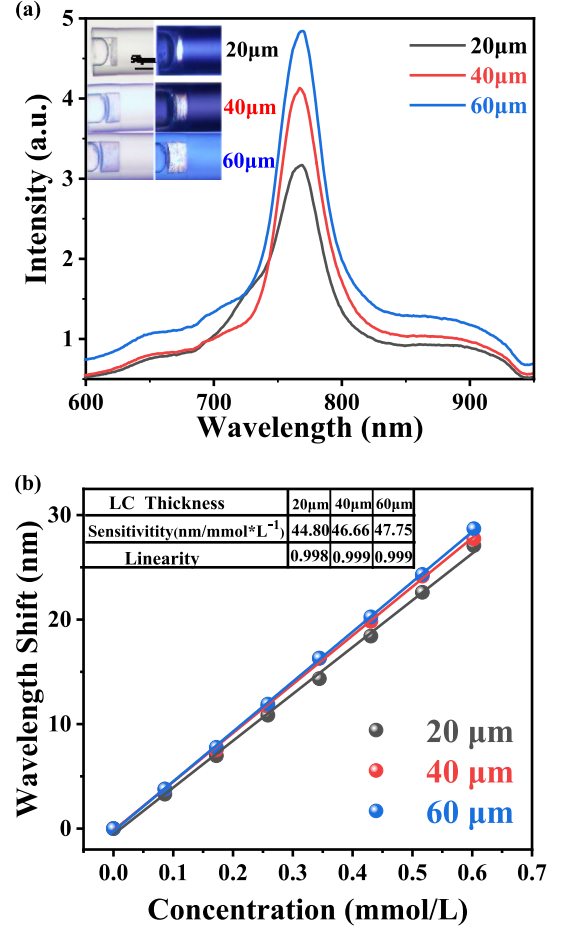 (a)
20μm
40μm
60μm
20μm
40μm
60μm
5
4
3
2
1
Intensity (a.u.)
600
700
800
900
Wavelength (nm)
(b)
LC Thickness 20μm 40μm 60μm
Sensitivitity(nm/mmol*L⁻¹) 44.80 46.66 47.75
Linearity 0.998 0.999 0.999
30
20
10
0
Wavelength Shift (nm)
20 μm
40 μm
60 μm
0.0 0.1 0.2 0.3 0.4 0.5 0.6 0.7
Concentration (mmol/L)